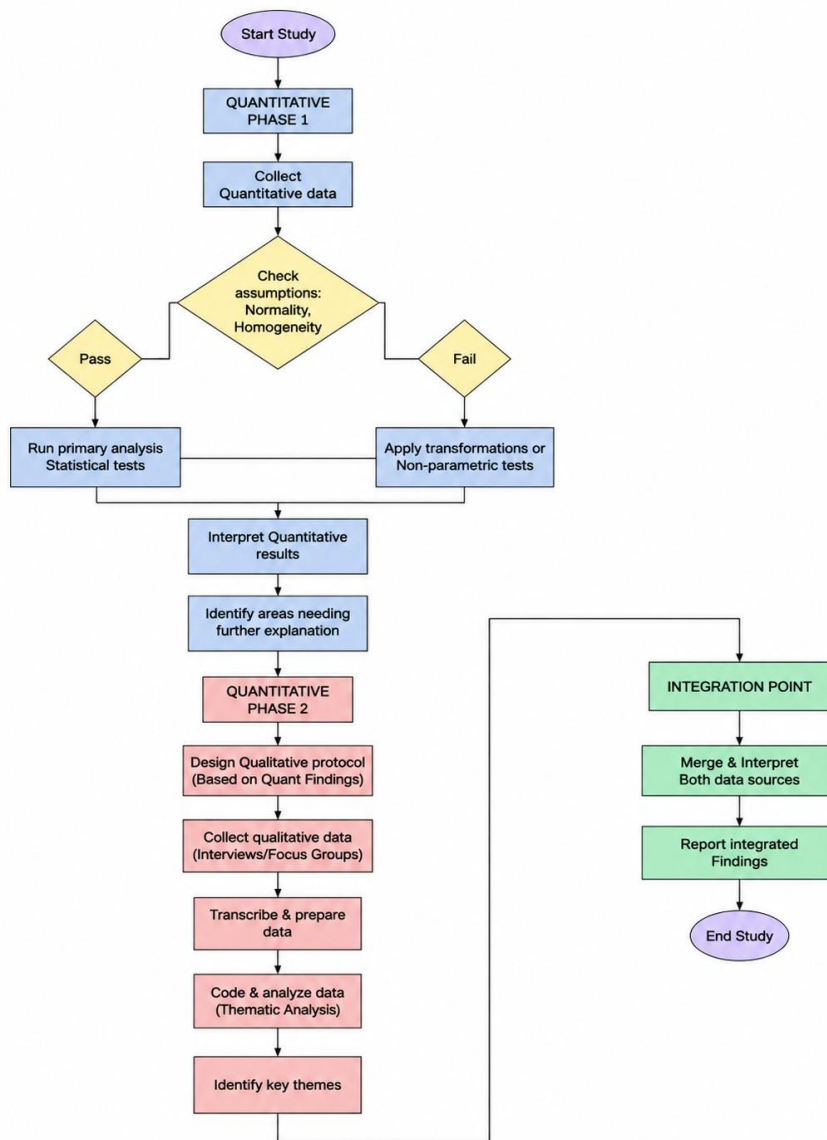 Start Study
QUANTITATIVE
PHASE 1
Collect
Quantitative data
Check
assumptions:
Normality,
Homogeneity
Pass
Fail
Run primary analysis
Statistical tests
Apply transformations or
Non-parametric tests
Interpret Quantitative
results
Identify areas needing
further explanation
QUANTITATIVE
PHASE 2
Design Qualitative protocol
(Based on Quant Findings)
Collect qualitative data
(Interviews/Focus Groups)
Transcribe & prepare
data
Code & analyze data
(Thematic Analysis)
Identify key themes
INTEGRATION POINT
Merge & Interpret
Both data sources
Report integrated
Findings
End Study